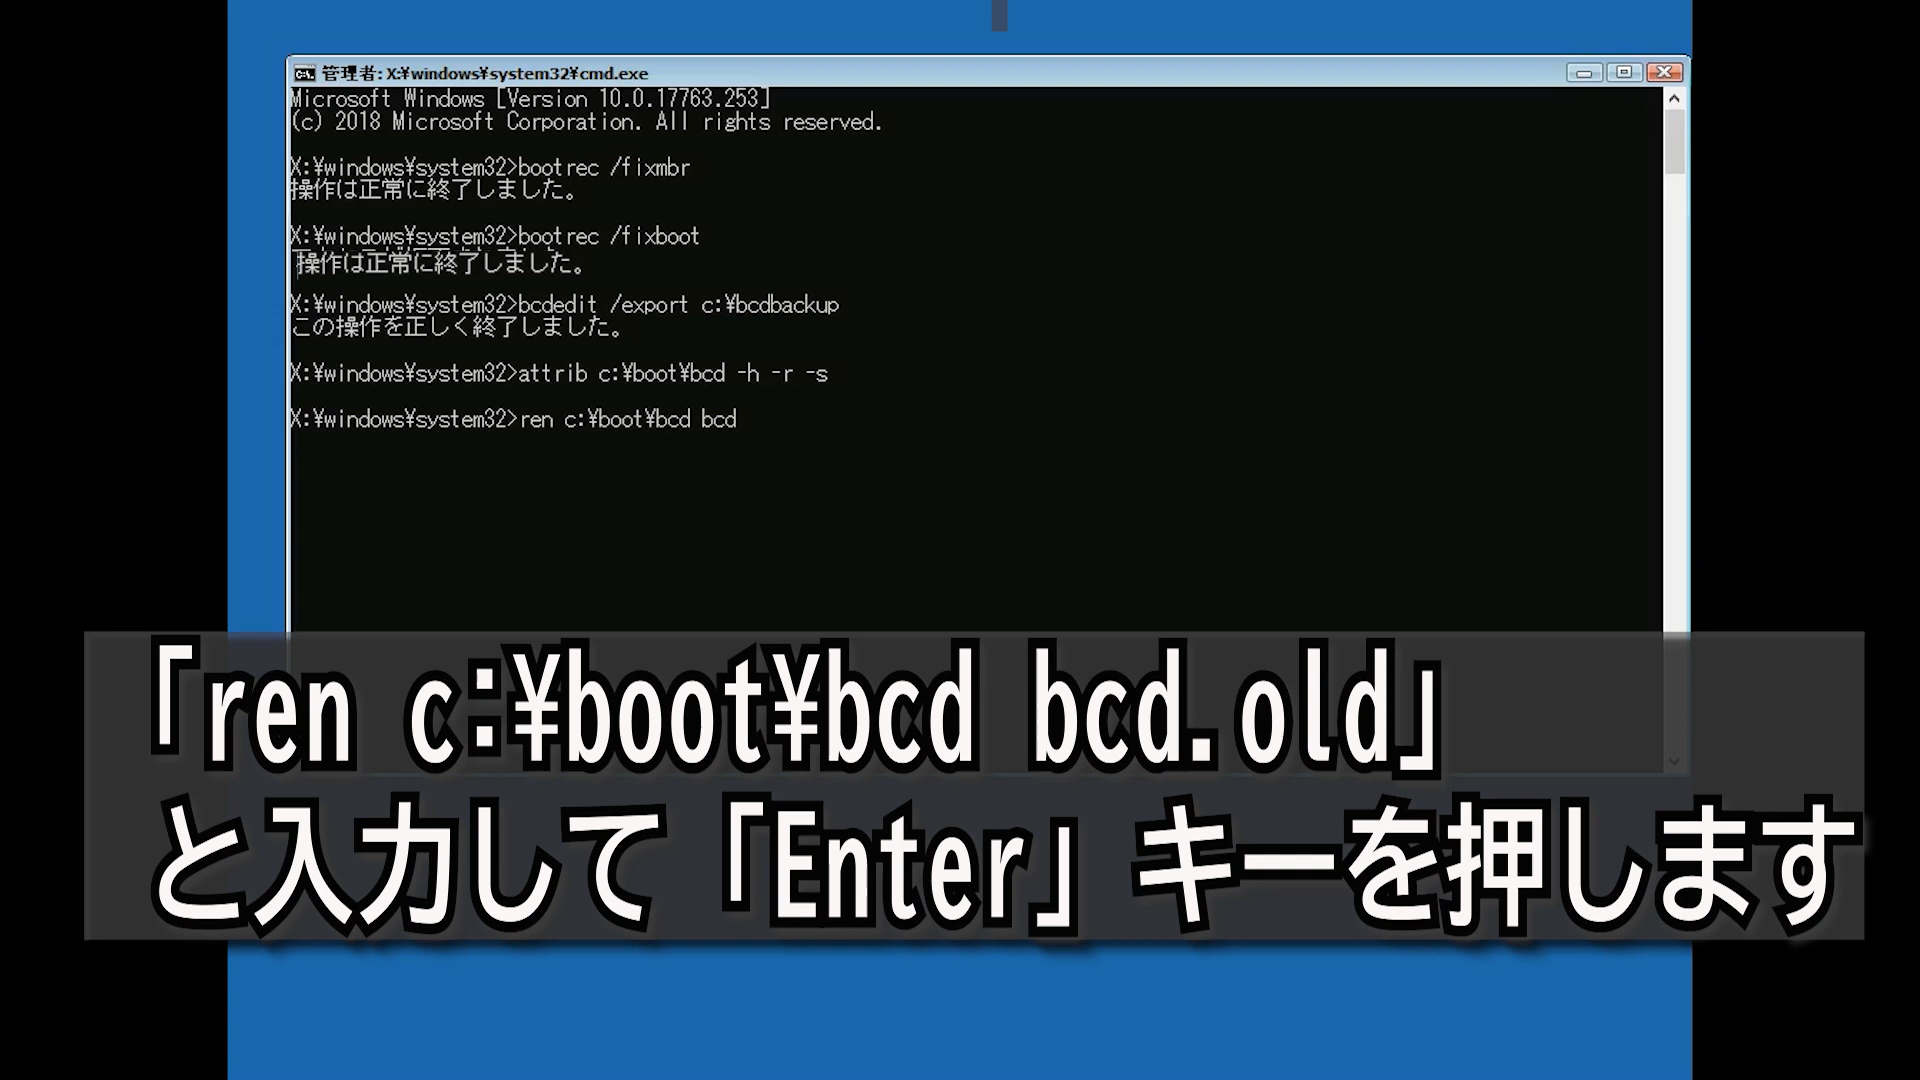 管理者: X:¥windows¥system32¥cmd.exe
Microsoft Windows [Version 10.0.17763.253]
(c) 2018 Microsoft Corporation. All rights reserved.
X:¥windows¥system32>bootrec /fixmbr
操作は正常に終了しました。
X:¥windows¥system32>bootrec /fixboot
操作は正常に終了しました。
X:¥windows¥system32>bcdedit /export c:¥bcdbackup
この操作を正しく終了しました。
X:¥windows¥system32>attrib c:¥boot¥bcd -h -r -s
X:¥windows¥system32>ren c:¥boot¥bcd bcd
「ren c:¥boot¥bcd bcd.old」
と入力して「Enter」キーを押します